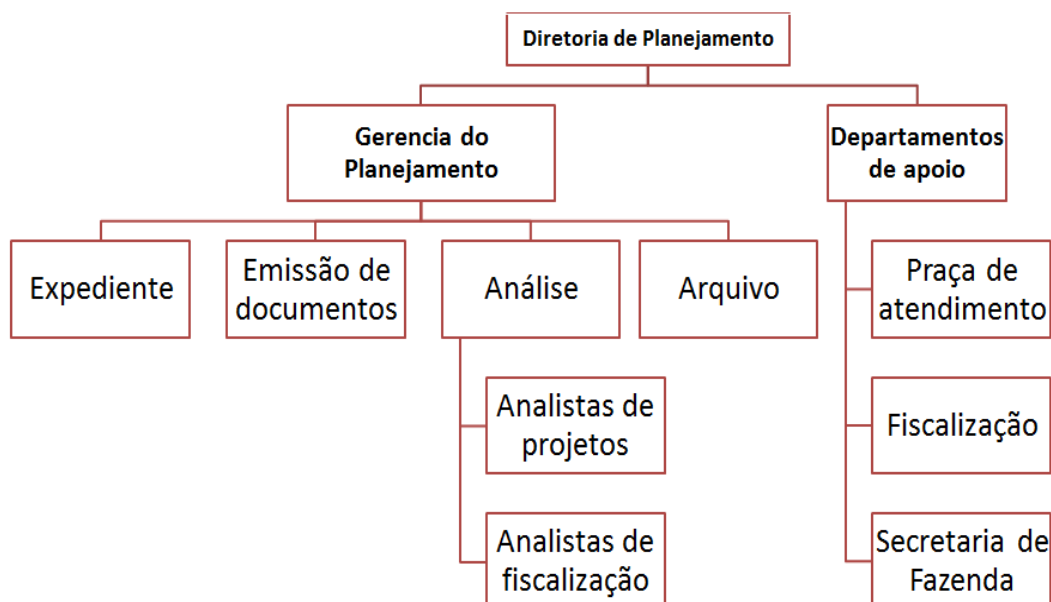 Diretoria de Planejamento
Gerencia do
Planejamento
Departamentos
de apoio
Expediente
Emissão de
documentos
Análise
Arquivo
Praça de
atendimento
Analistas de
projetos
Fiscalização
Analistas de
fiscalização
Secretaria de
Fazenda